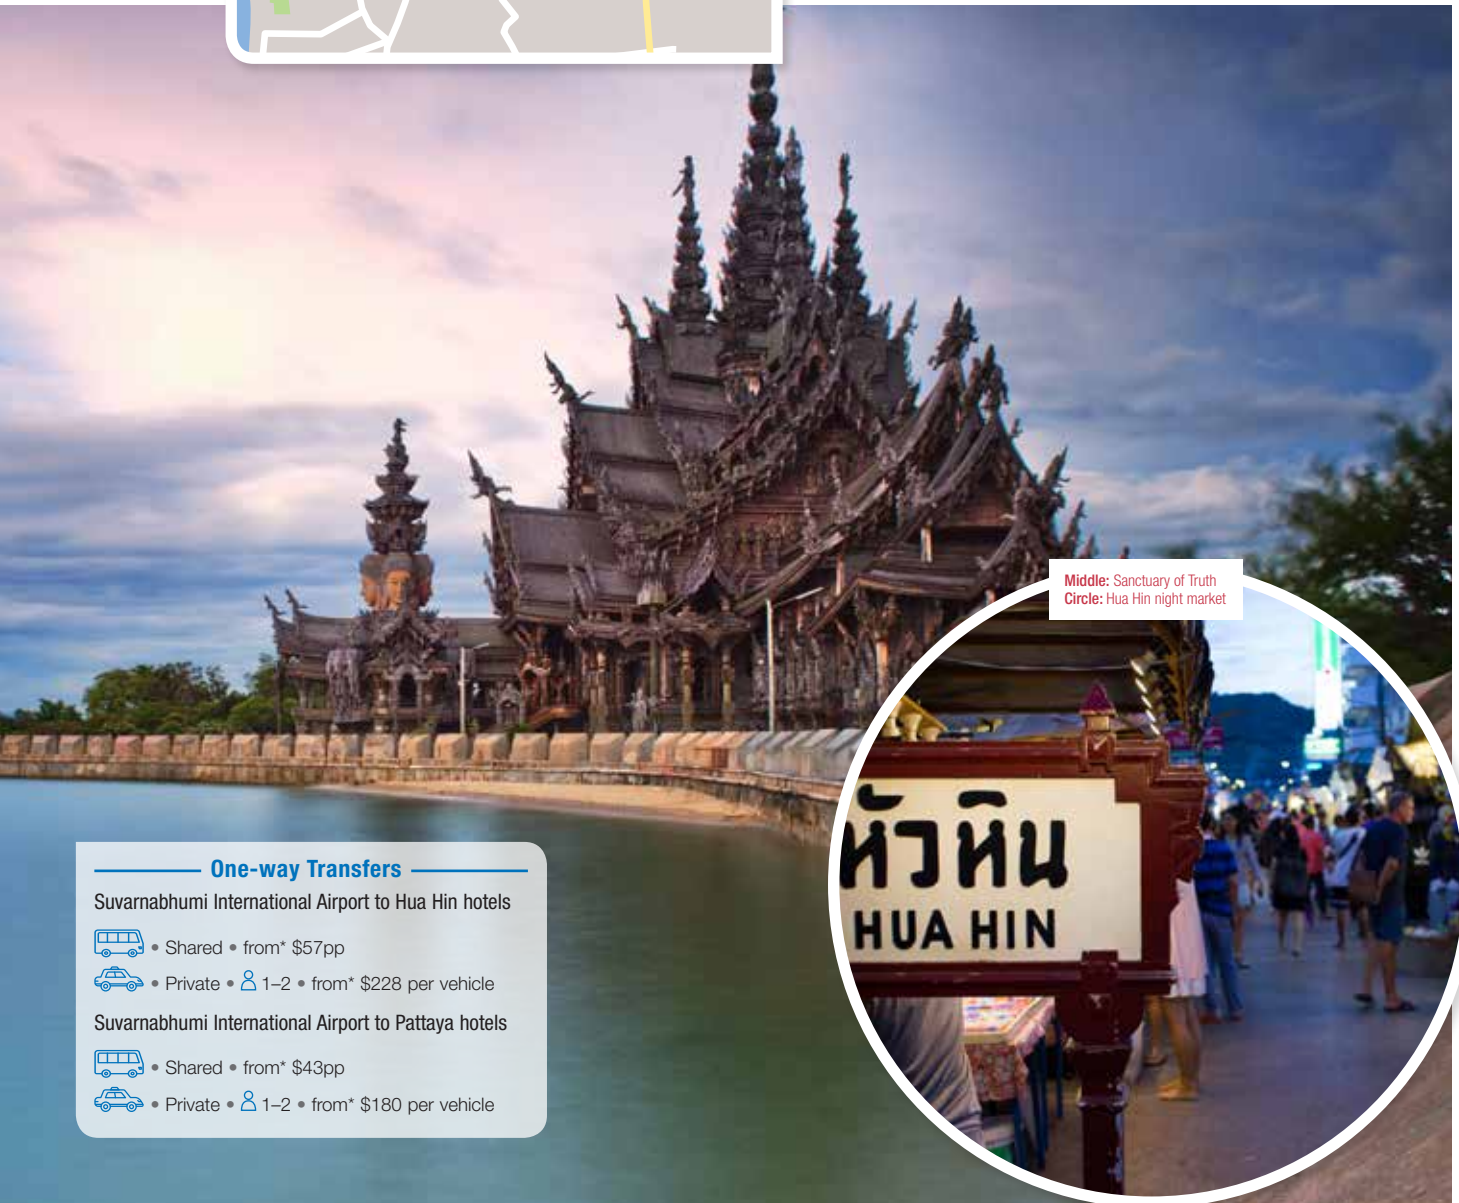 Middle: Sanctuary of Truth
Circle: Hua Hin night market
หัวหิน
HUA HIN
One-way Transfers
Suvarnabhumi International Airport to Hua Hin hotels
• Shared • from* $57pp
• Private • 1–2 • from* $228 per vehicle
Suvarnabhumi International Airport to Pattaya hotels
• Shared • from* $43pp
• Private • 1–2 • from* $180 per vehicle